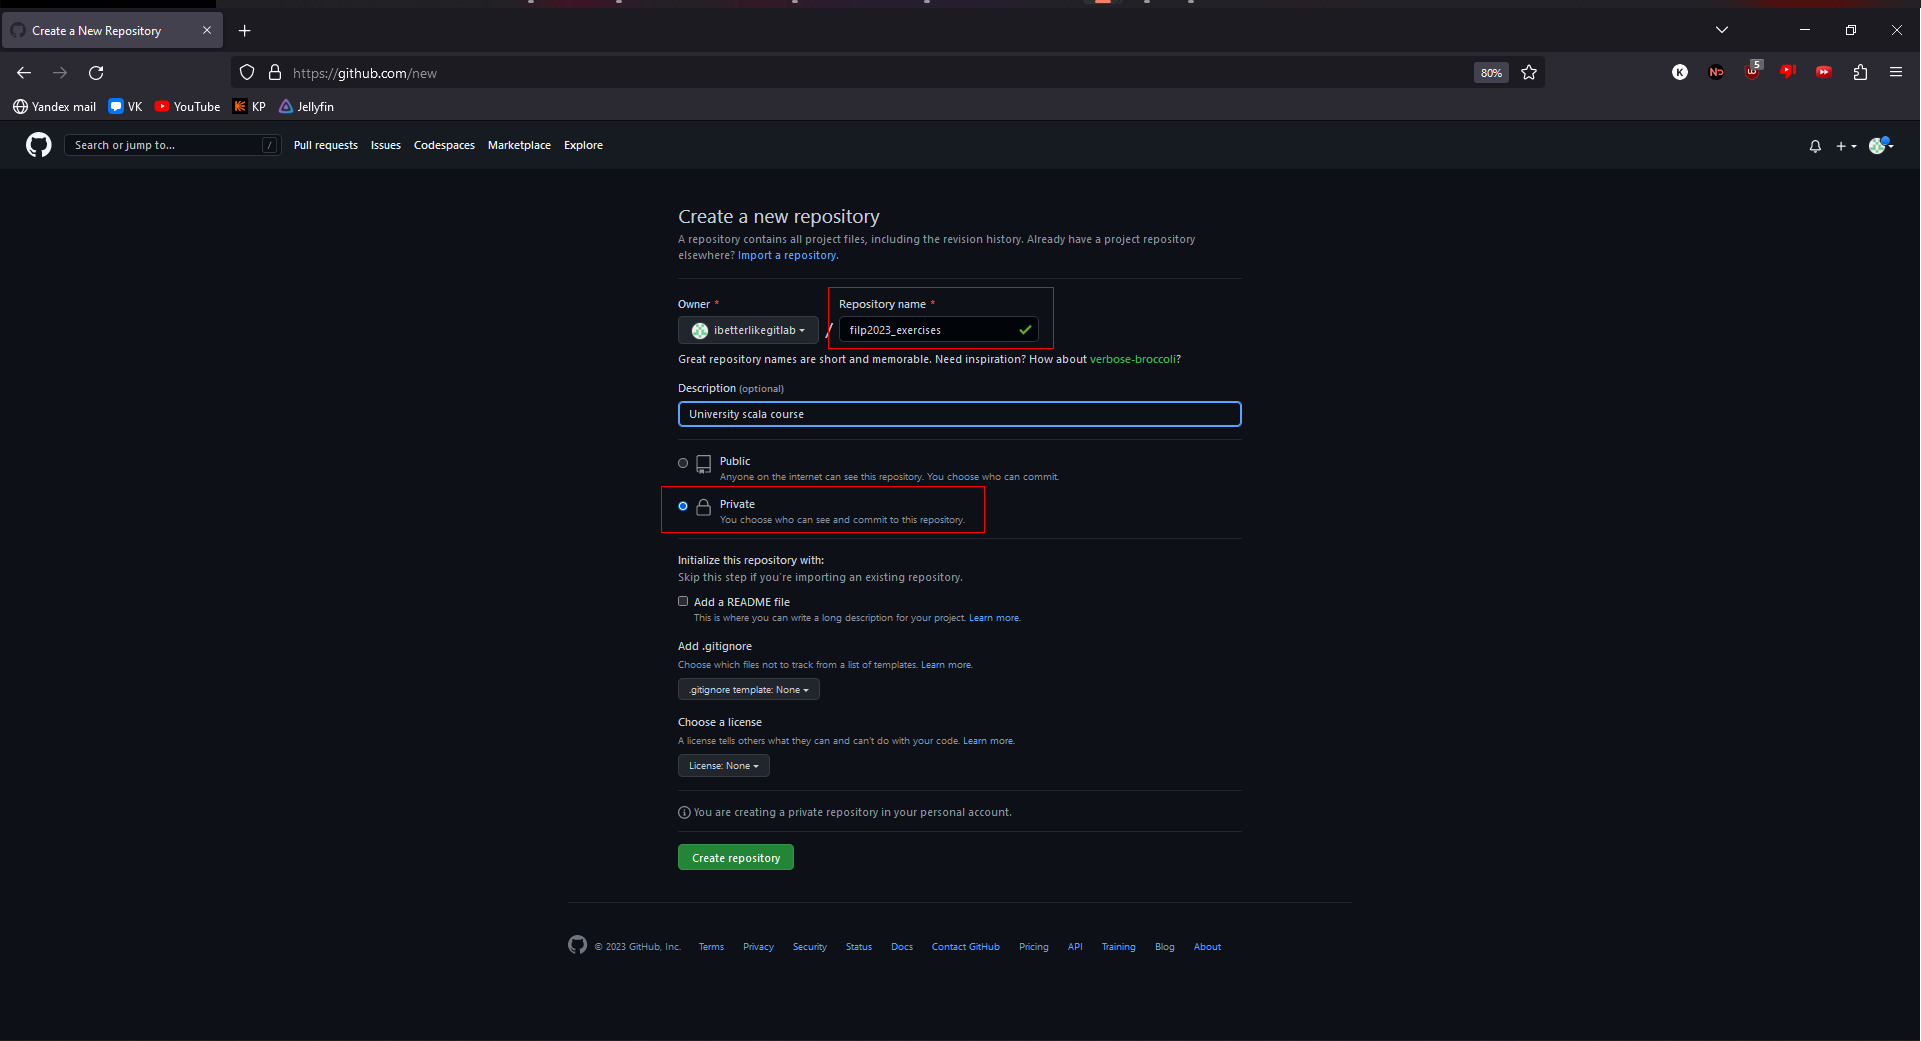 Create a New Repository
https://github.com/new
80%
5
Yandex mail VK YouTube KP Jellyfin
Search or jump to... / Pull requests Issues Codespaces Marketplace Explore
Create a new repository
A repository contains all project files, including the revision history. Already have a project repository
elsewhere? Import a repository.
Owner *
Repository name *
ibetterlikegitlab / filp2023_exercises
Great repository names are short and memorable. Need inspiration? How about verbose-broccoli?
Description (optional)
University scala course
Public
Anyone on the internet can see this repository. You choose who can commit.
Private
You choose who can see and commit to this repository.
Initialize this repository with:
Skip this step if you're importing an existing repository.
Add a README file
This is where you can write a long description for your project. Learn more.
Add .gitignore
Choose which files not to track from a list of templates. Learn more.
.gitignore template: None
Choose a license
A license tells others what they can and can't do with your code. Learn more.
License: None
You are creating a private repository in your personal account.
Create repository
© 2023 GitHub, Inc. Terms Privacy Security Status Docs Contact GitHub Pricing API Training Blog About